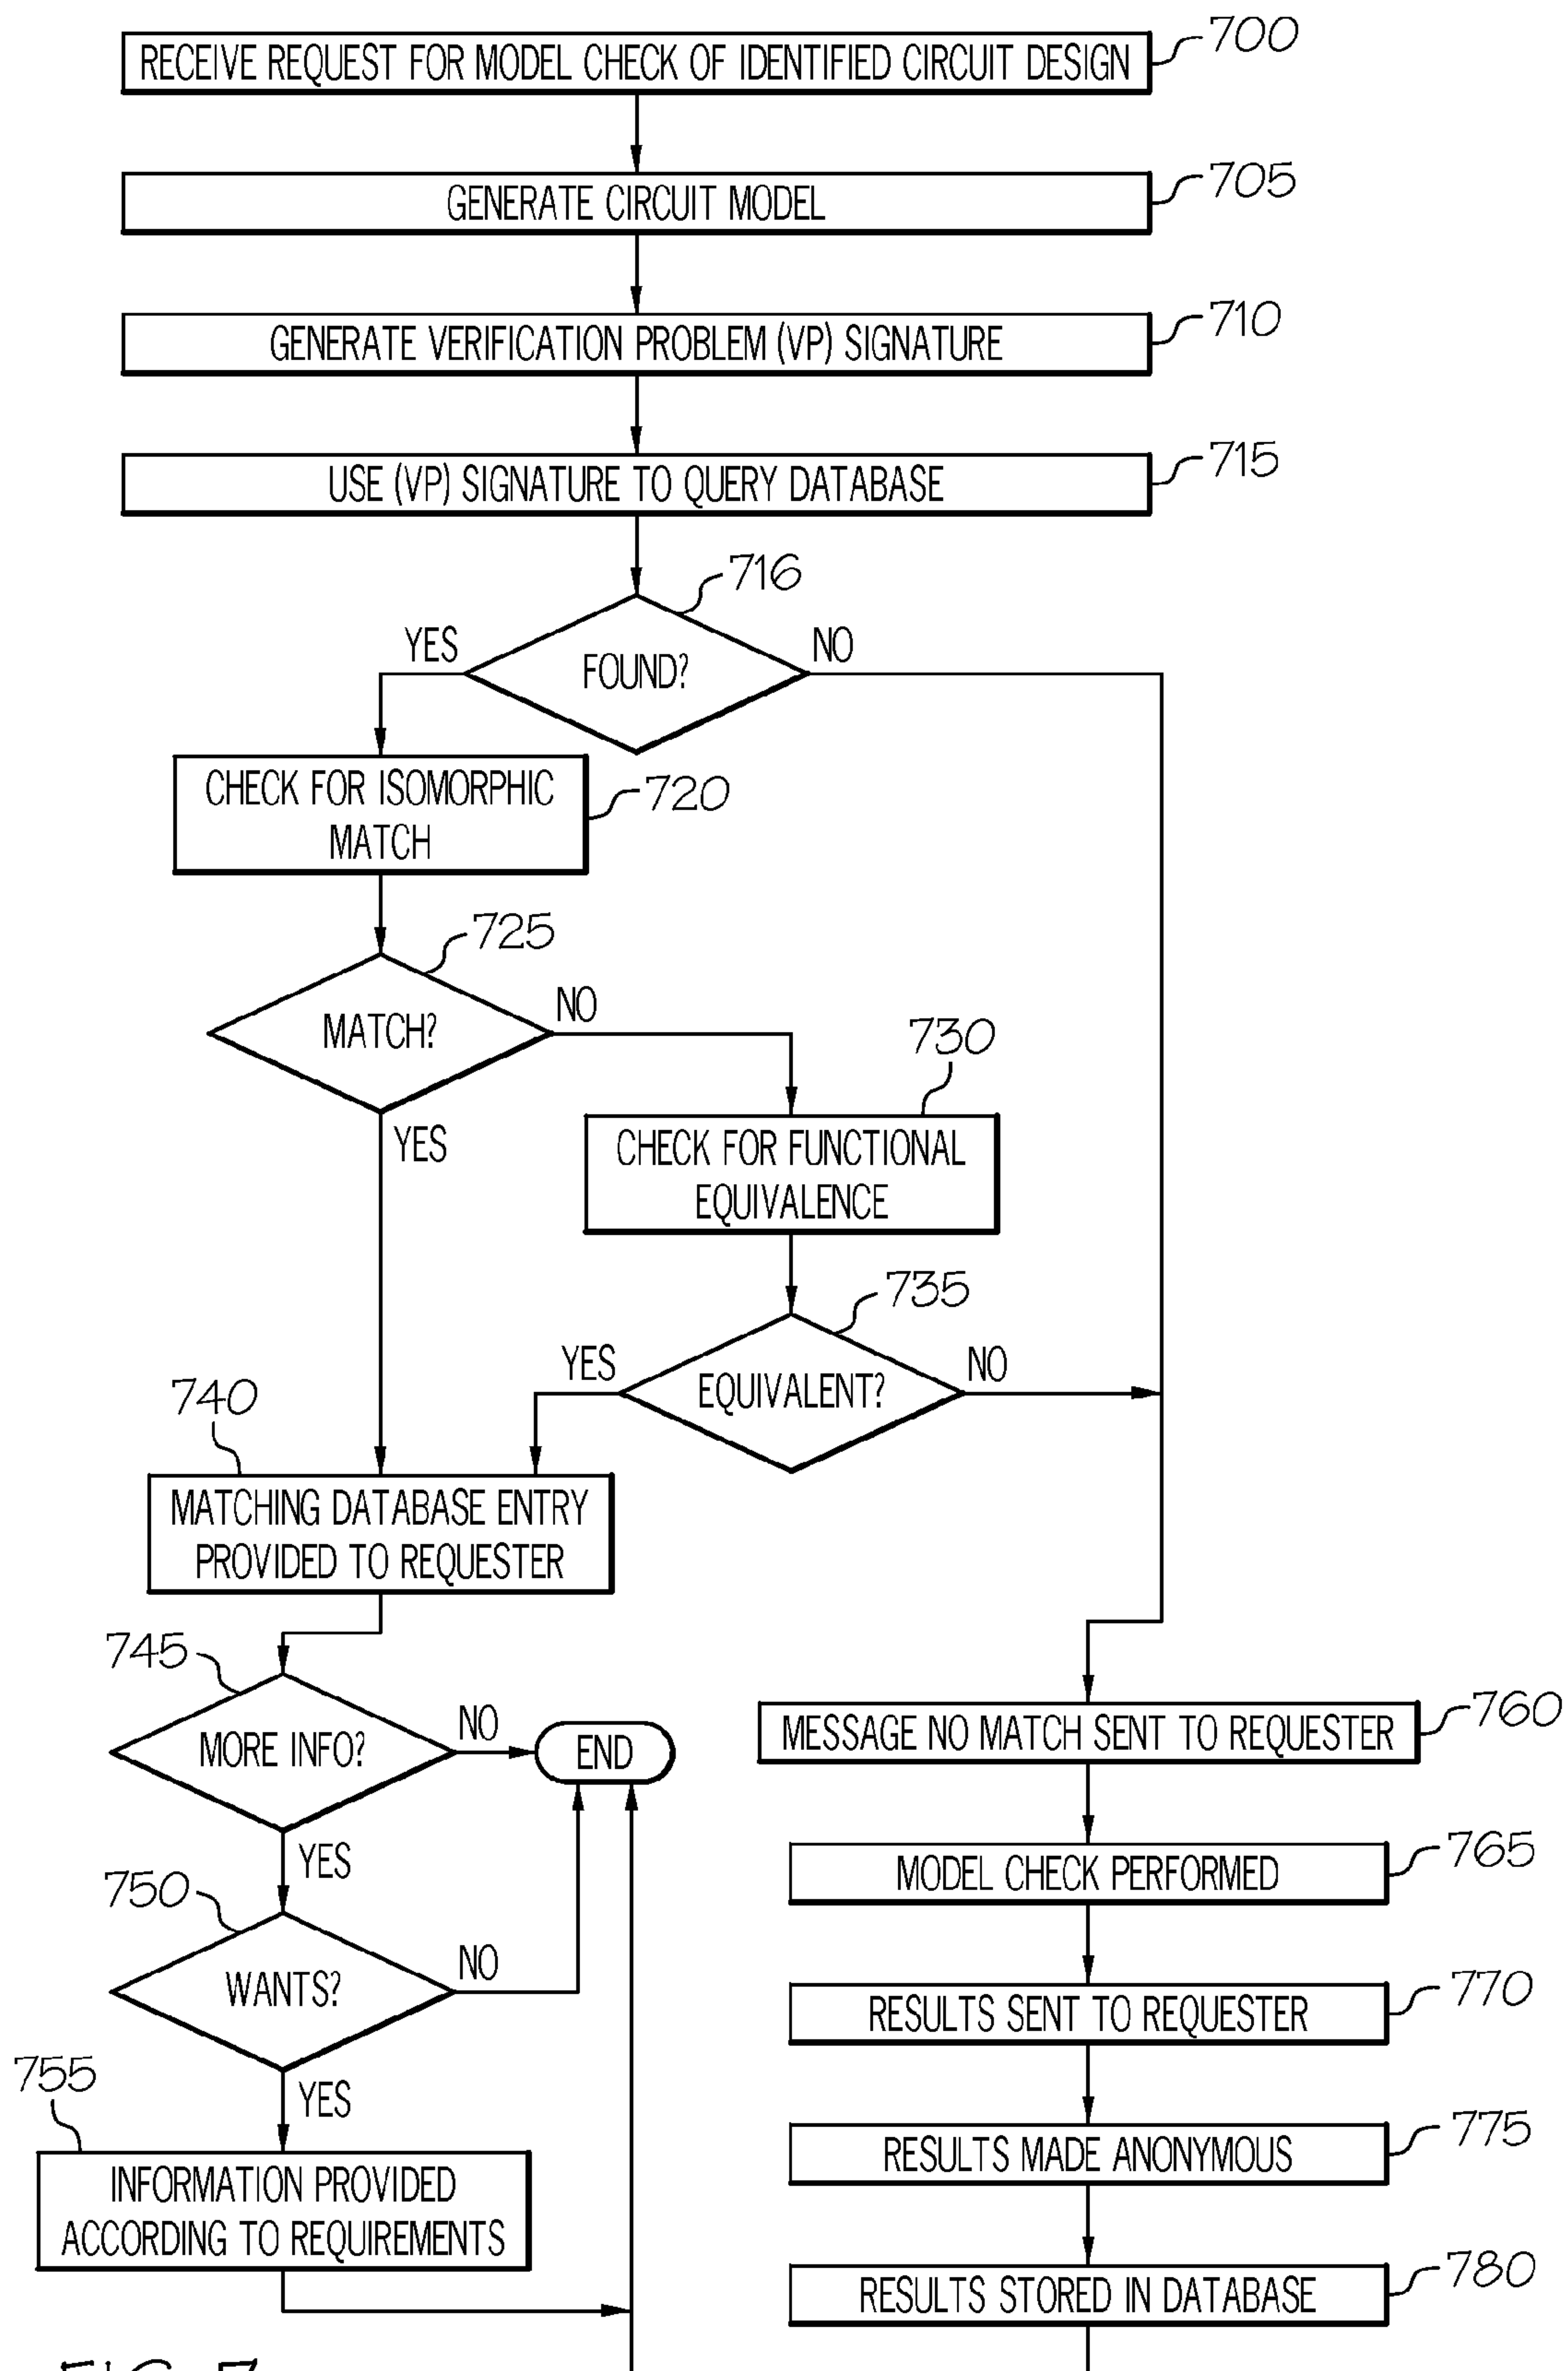 RECEIVE REQUEST FOR MODEL CHECK OF IDENTIFIED CIRCUIT DESIGN
700
GENERATE CIRCUIT MODEL
705
GENERATE VERIFICATION PROBLEM (VP) SIGNATURE
710
USE (VP) SIGNATURE TO QUERY DATABASE
715
716
YES
FOUND?
NO
CHECK FOR ISOMORPHIC
MATCH
720
725
MATCH?
NO
YES
730
CHECK FOR FUNCTIONAL
EQUIVALENCE
735
YES
EQUIVALENT?
NO
740
MATCHING DATABASE ENTRY
PROVIDED TO REQUESTER
745
MORE INFO?
NO
END
YES
750
WANTS?
NO
YES
755
INFORMATION PROVIDED
ACCORDING TO REQUIREMENTS
MESSAGE NO MATCH SENT TO REQUESTER
760
MODEL CHECK PERFORMED
765
RESULTS SENT TO REQUESTER
770
RESULTS MADE ANONYMOUS
775
RESULTS STORED IN DATABASE
780